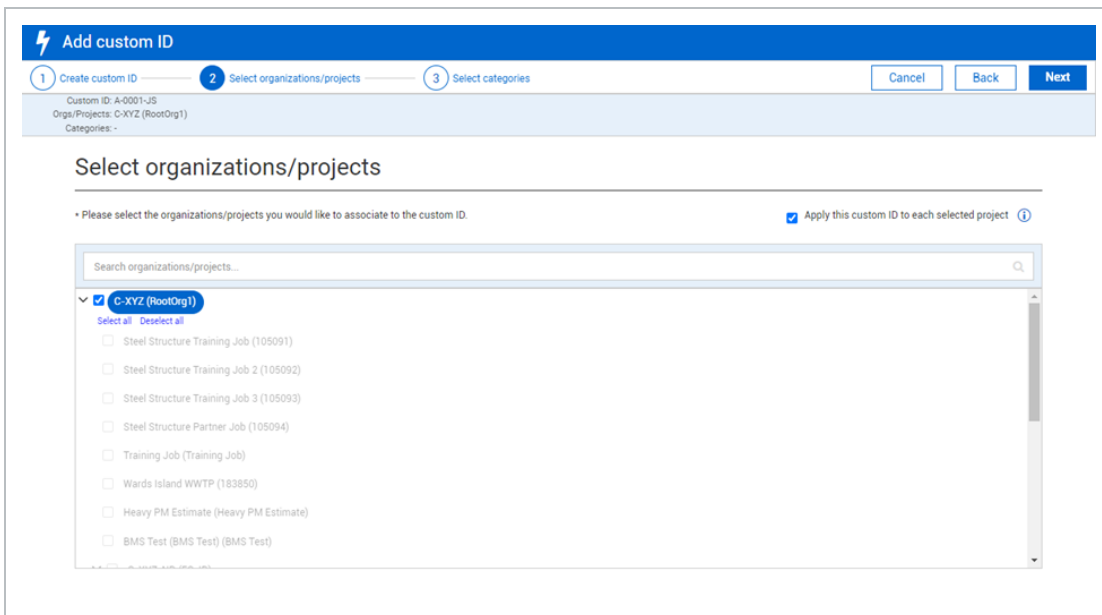 Add custom ID
1 Create custom ID 2 Select organizations/projects 3 Select categories Cancel Back Next
Custom ID: A-0001-JS
Orgs/Projects: C-XYZ (RootOrg1)
Categories: -
Select organizations/projects
• Please select the organizations/projects you would like to associate to the custom ID. Apply this custom ID to each selected project i
Search organizations/projects...
C-XYZ (RootOrg1)
Select all Deselect all
Steel Structure Training Job (105091)
Steel Structure Training Job 2 (105092)
Steel Structure Training Job 3 (105093)
Steel Structure Partner Job (105094)
Training Job (Training Job)
Wards Island WWTP (183850)
Heavy PM Estimate (Heavy PM Estimate)
BMS Test (BMS Test) (BMS Test)